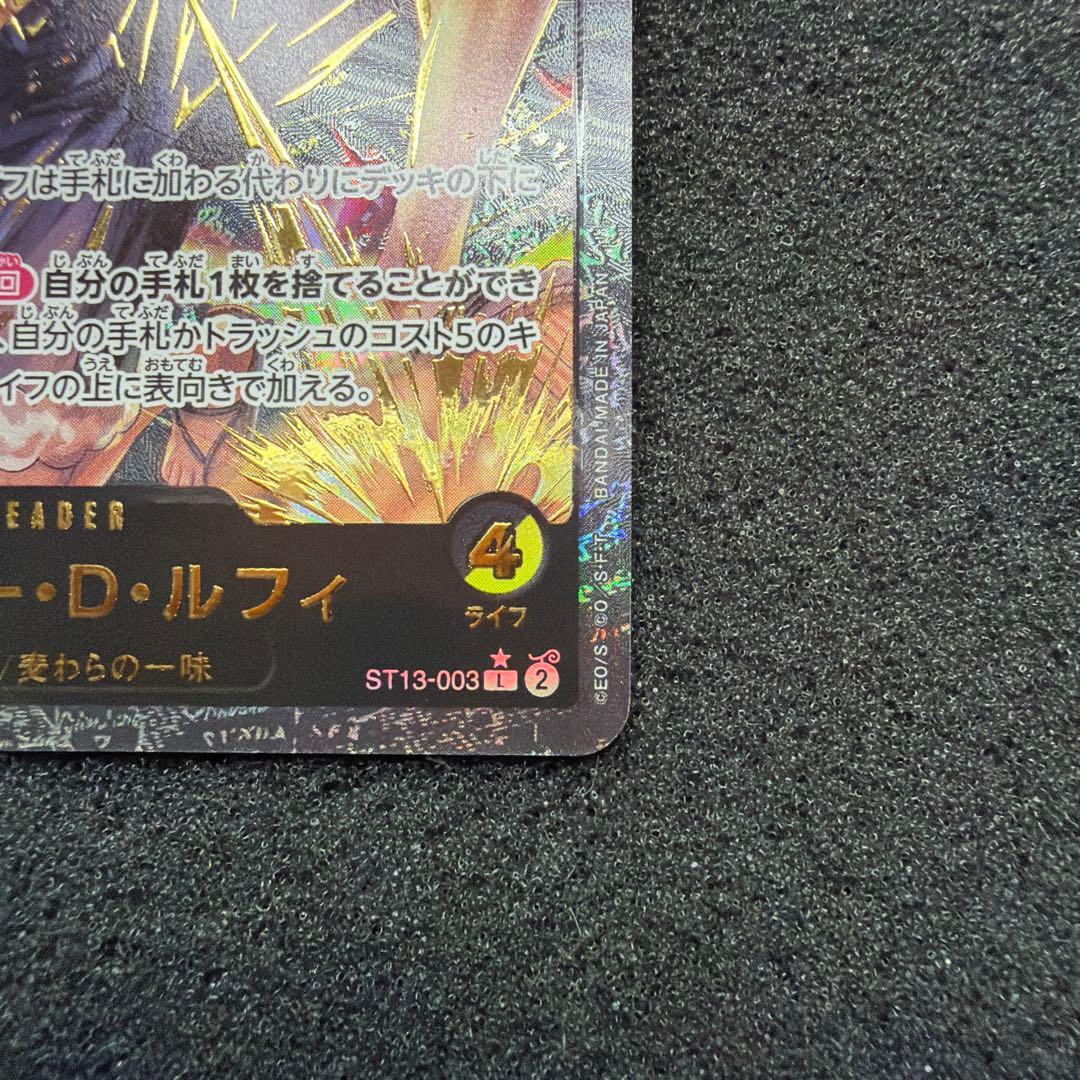 フは手札に加わる代わりにデッキの下に
回 自分の手札1枚を捨てることができ
、自分の手札かトラッシュのコスト5のキ
イフの上に表向きで加える。
EADER
4
ー・D・ルフィ
ライフ
/麦わらの一味
ST13-003 L 2
©EO/S ©O/S・F・T BANDAI MADE IN JAPAN